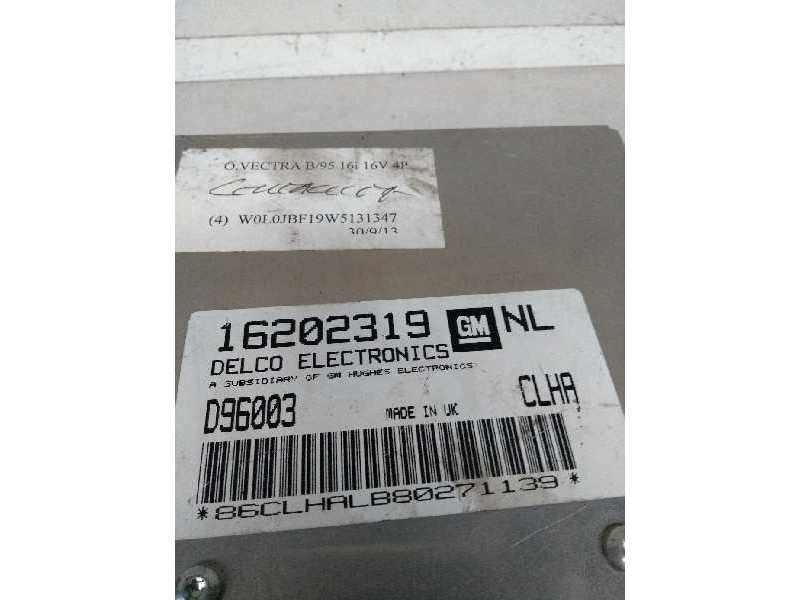 O.VECTRA B/95 16i 16V 4P
(4) W0L0JBF19W5131347
30/9/13
16202319 GM NL
DELCO ELECTRONICS
A SUBSIDIARY OF GM HUGHES ELECTRONICS
D96003 MADE IN UK CLHA
*86CLHALB80271139*